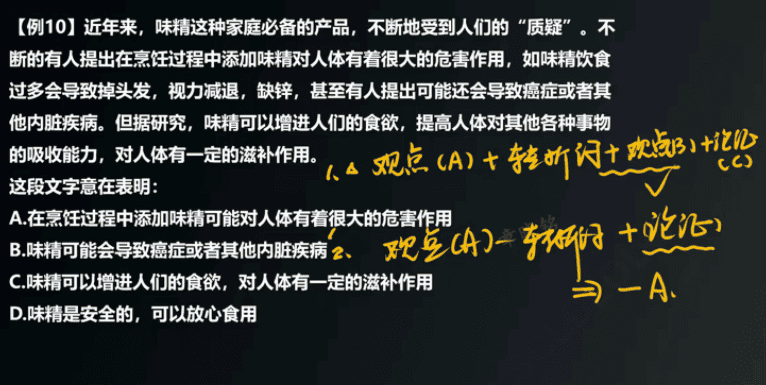 【例10】近年来，味精这种家庭必备的产品，不断地受到人们的“质疑”。不
断的有人提出在烹饪过程中添加味精对人体有着很大的危害作用，如味精饮食
过多会导致掉头发，视力减退，缺锌，甚至有人提出可能还会导致癌症或者其
他内脏疾病。但据研究，味精可以增进人们的食欲，提高人体对其他各种事物
的吸收能力，对人体有一定的滋补作用。
1、观点(A)+转折词+观点(B)+论证(C)
这段文字意在表明：
A.在烹饪过程中添加味精可能对人体有着很大的危害作用
B.味精可能会导致癌症或者其他内脏疾病
2、观点(A)-转折词+论证
C.味精可以增进人们的食欲，对人体有一定的滋补作用
⇒-A.
D.味精是安全的，可以放心食用